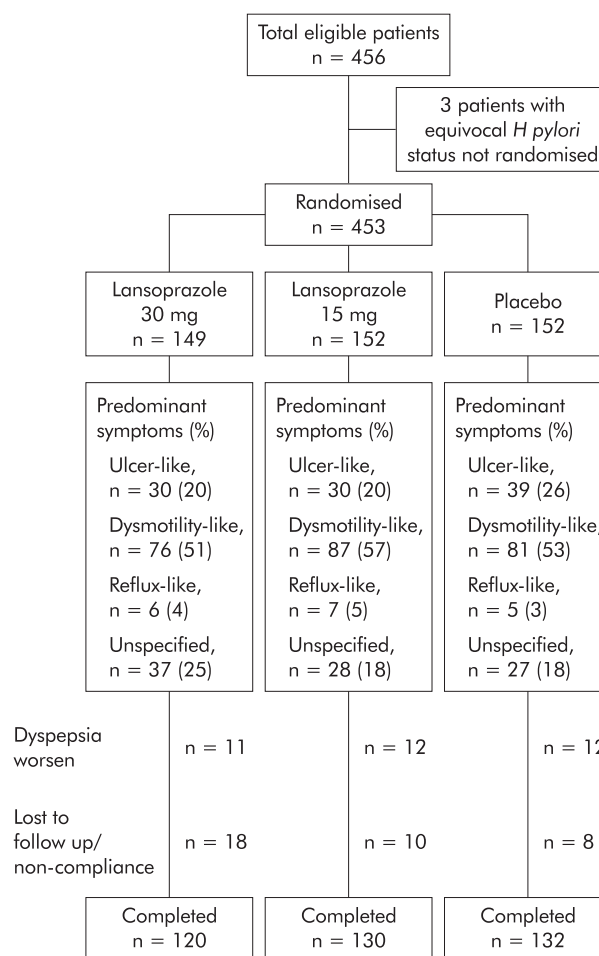 Total eligible patients
n = 456
3 patients with
equivocal H pylori
status not randomised
Randomised
n = 453
Lansoprazole
30 mg
n = 149
Lansoprazole
15 mg
n = 152
Placebo
n = 152
Predominant
symptoms (%)
Ulcer-like,
n = 30 (20)
Dysmotility-like,
n = 76 (51)
Reflux-like,
n = 6 (4)
Unspecified,
n = 37 (25)
Predominant
symptoms (%)
Ulcer-like,
n = 30 (20)
Dysmotility-like,
n = 87 (57)
Reflux-like,
n = 7 (5)
Unspecified,
n = 28 (18)
Predominant
symptoms (%)
Ulcer-like,
n = 39 (26)
Dysmotility-like,
n = 81 (53)
Reflux-like,
n = 5 (3)
Unspecified,
n = 27 (18)
Dyspepsia
worsen
n = 11
n = 12
n = 12
Lost to
follow up/
non-compliance
n = 18
n = 10
n = 8
Completed
n = 120
Completed
n = 130
Completed
n = 132